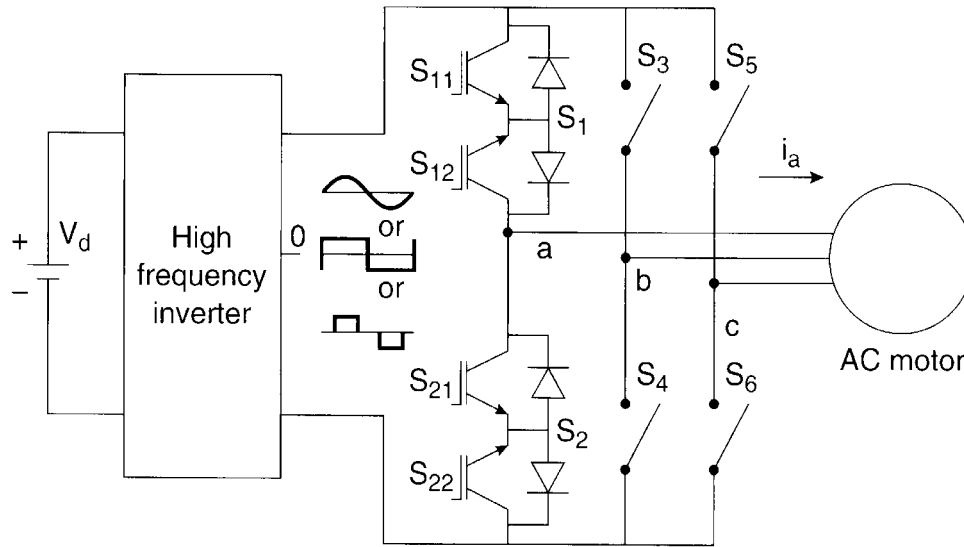 S11
S12
S1
S3
S5
ia
+
Vd
−
High
frequency
inverter
0
or
or
a
b
c
AC motor
S21
S22
S2
S4
S6